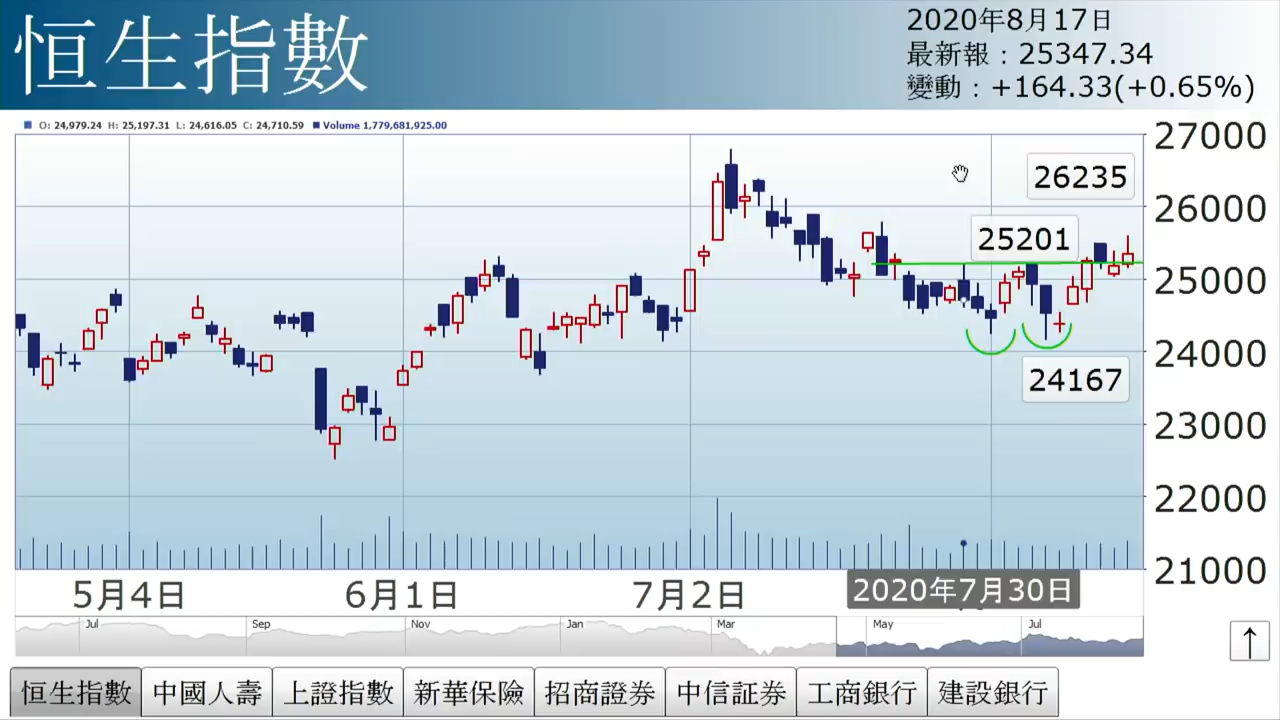 恒生指數
2020年8月17日
最新報：25347.34
變動：+164.33(+0.65%)
O: 24,979.24 H: 25,197.31 L: 24,616.05 C: 24,710.59 Volume 1,779,681,925.00
27000
26235
26000
25201
25000
24000
24167
23000
22000
21000
5月4日 6月1日 7月2日 2020年7月30日
Jul Sep Nov Jan Mar May Jul
↑
恒生指數 中國人壽 上證指數 新華保險 招商證券 中信証券 工商銀行 建設銀行